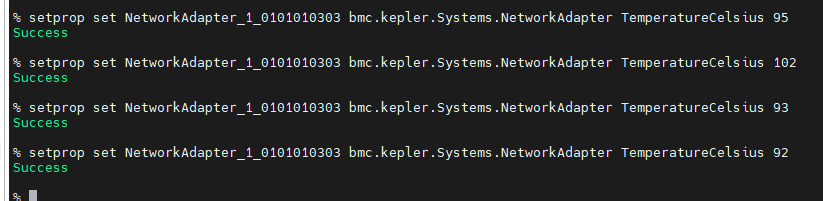 % setprop set NetworkAdapter_1_0101010303 bmc.kepler.Systems.NetworkAdapter TemperatureCelsius 95
Success
% setprop set NetworkAdapter_1_0101010303 bmc.kepler.Systems.NetworkAdapter TemperatureCelsius 102
Success
% setprop set NetworkAdapter_1_0101010303 bmc.kepler.Systems.NetworkAdapter TemperatureCelsius 93
Success
% setprop set NetworkAdapter_1_0101010303 bmc.kepler.Systems.NetworkAdapter TemperatureCelsius 92
Success
%